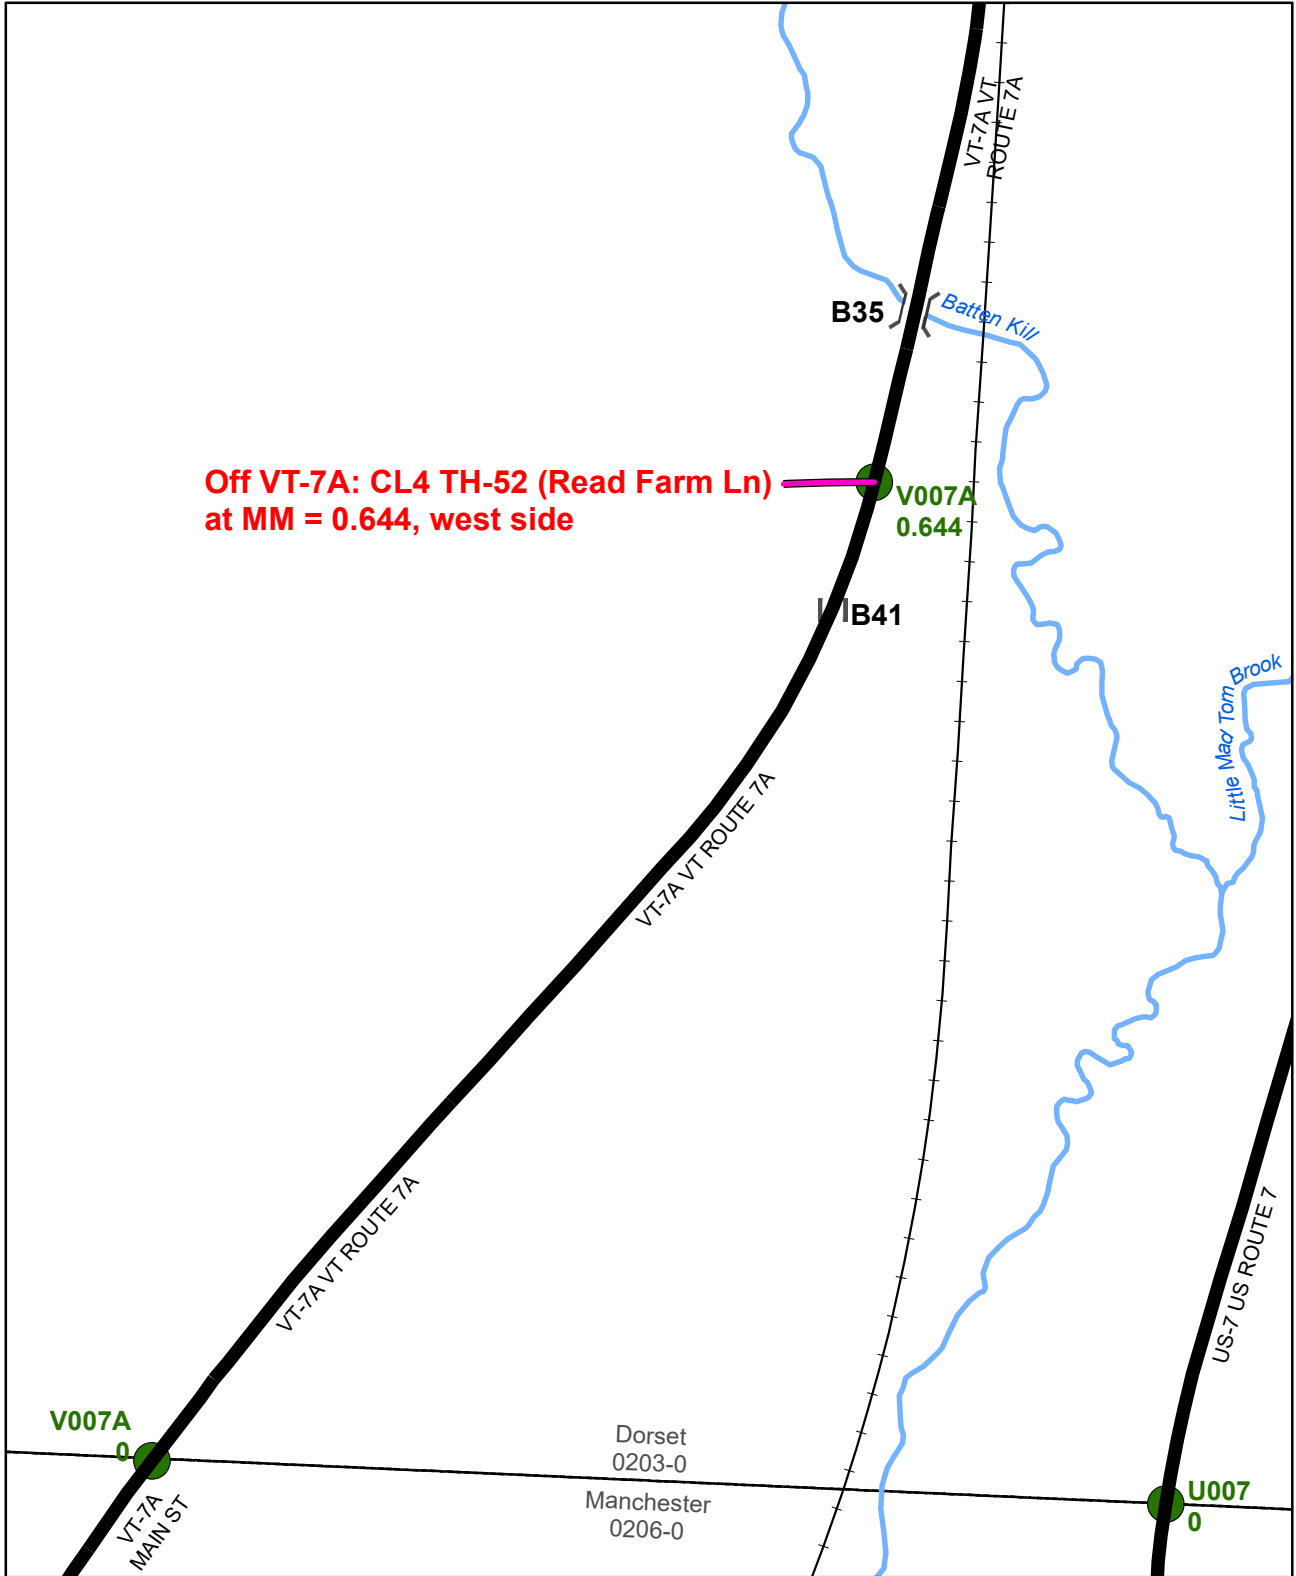 VT-7A VT
ROUTE 7A
B35
Batten Kill
Off VT-7A: CL4 TH-52 (Read Farm Ln)
at MM = 0.644, west side
V007A
0.644
B41
Little Mad Tom Brook
VT-7A VT ROUTE 7A
VT-7A VT ROUTE 7A
US-7 US ROUTE 7
V007A
0
Dorset
0203-0
Manchester
0206-0
U007
0
VT-7A
MAIN ST